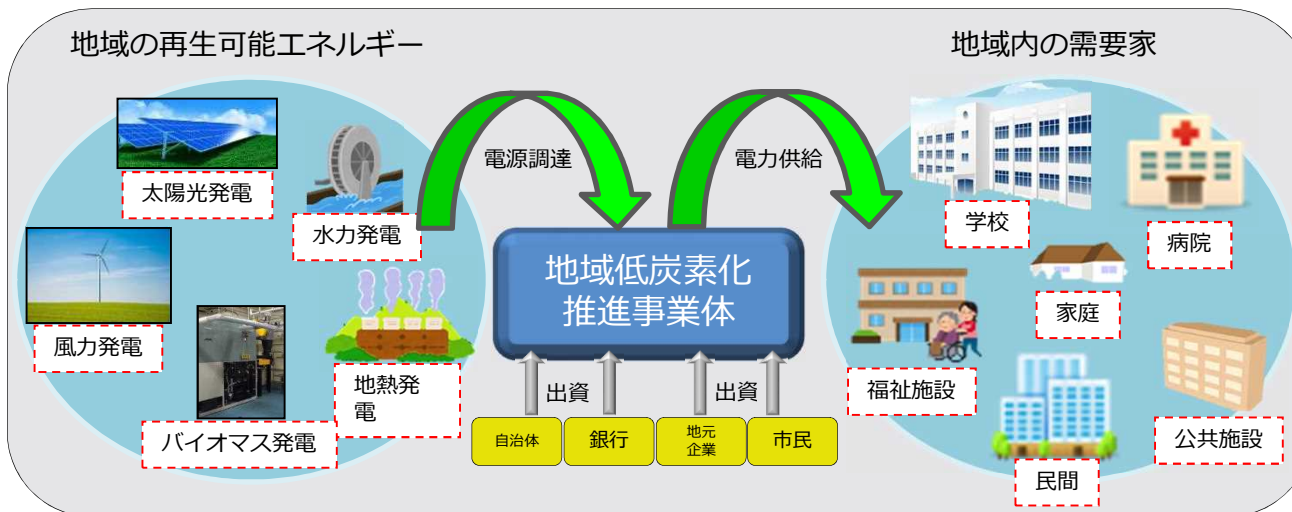 地域の再生可能エネルギー
地域内の需要家
太陽光発電
水力発電
風力発電
地熱発
電
バイオマス発電
電源調達
電力供給
地域低炭素化
推進事業体
出資
出資
自治体
銀行
地元
企業
市民
学校
病院
家庭
福祉施設
公共施設
民間